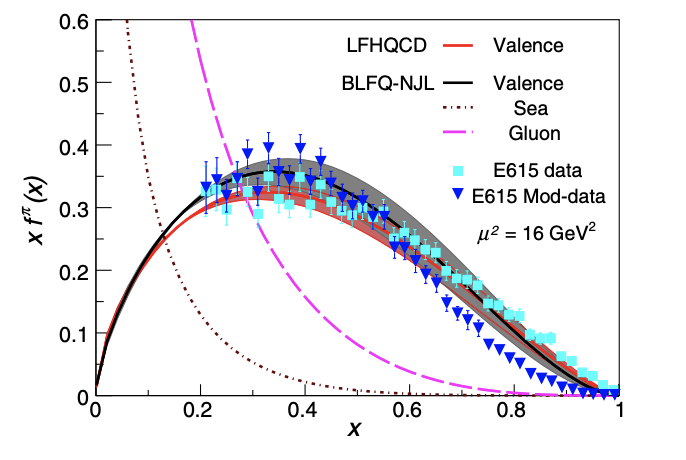 0.6
0.5
0.4
0.3
0.2
0.1
0
x f^π (x)
LFHQCD Valence
BLFQ-NJL Valence
Sea
Gluon
E615 data
E615 Mod-data
μ² = 16 GeV²
0 0.2 0.4 0.6 0.8 1
x